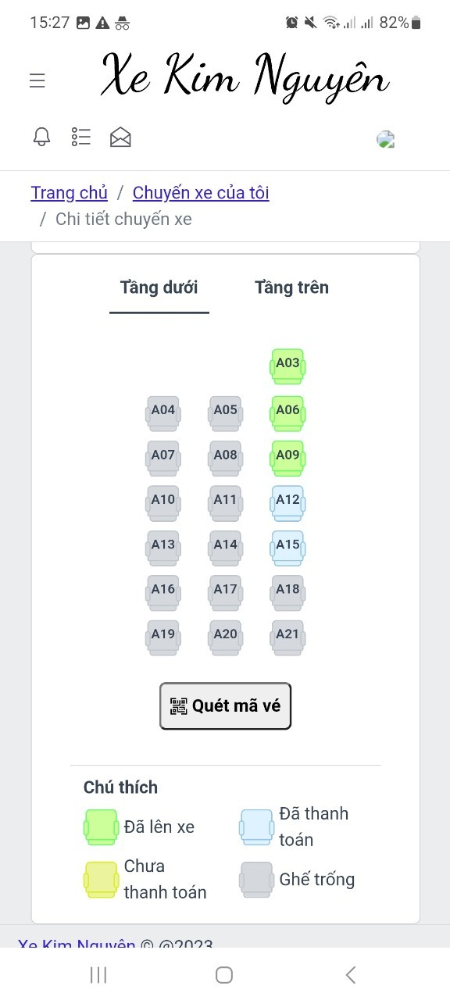 15:27 82%
Xe Kim Nguyên
Trang chủ / Chuyến xe của tôi
/ Chi tiết chuyến xe
Tầng dưới Tầng trên
A03
A04 A05 A06
A07 A08 A09
A10 A11 A12
A13 A14 A15
A16 A17 A18
A19 A20 A21
Quét mã vé
Chú thích
Đã lên xe
Đã thanh
toán
Chưa
thanh toán
Ghế trống
Xe Kim Nguyên © @2023